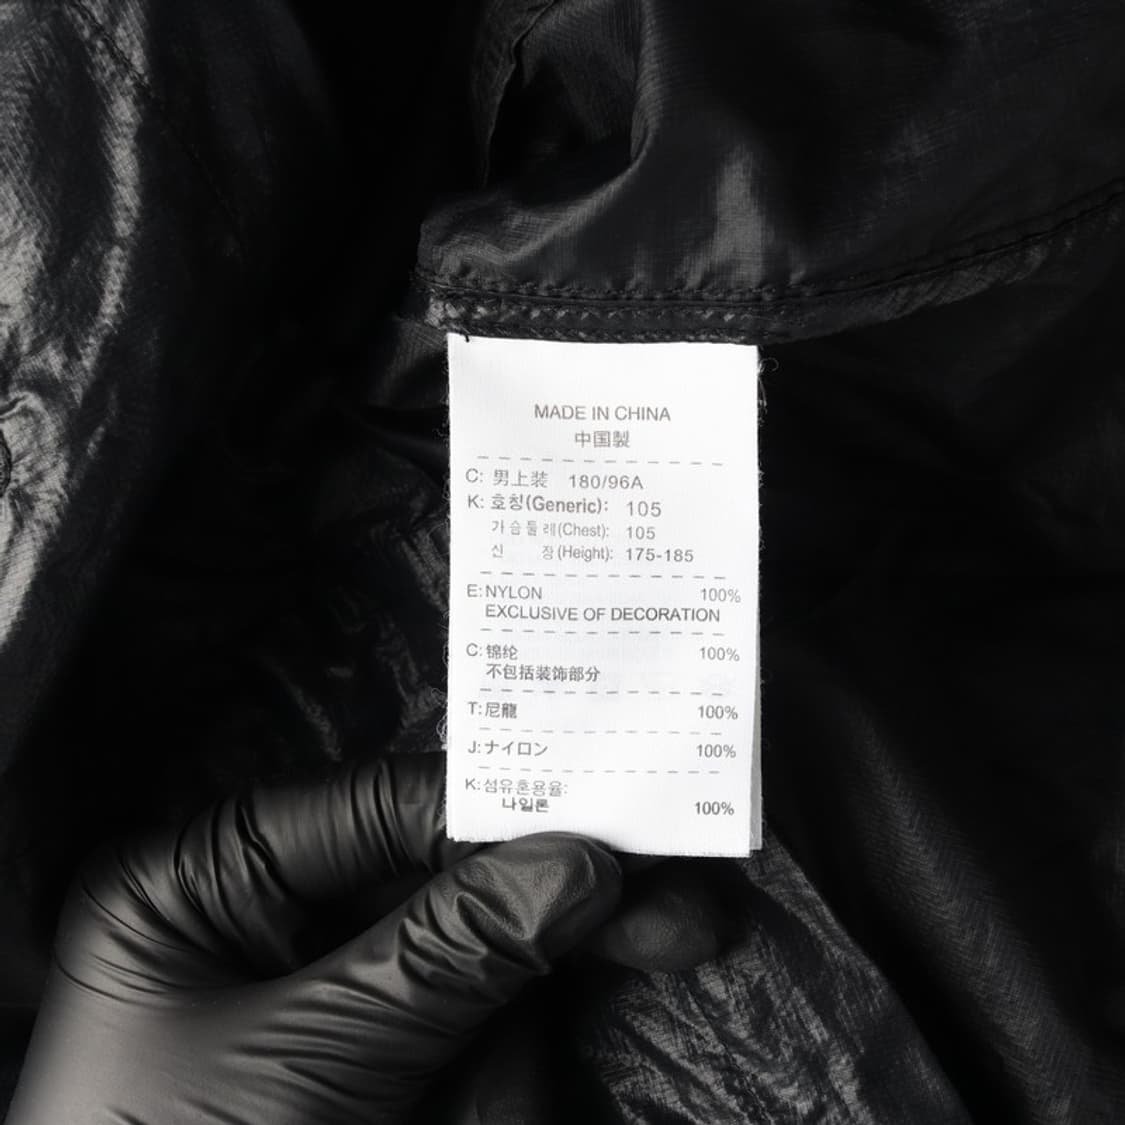 MADE IN CHINA
中国製
C: 男上装 180/96A
K: 호칭(Generic): 105
가슴둘레(Chest): 105
신 장(Height): 175-185
E: NYLON 100%
EXCLUSIVE OF DECORATION
C: 锦纶 100%
不包括装饰部分
T: 尼龍 100%
J: ナイロン 100%
K: 섬유혼용율:
나일론 100%